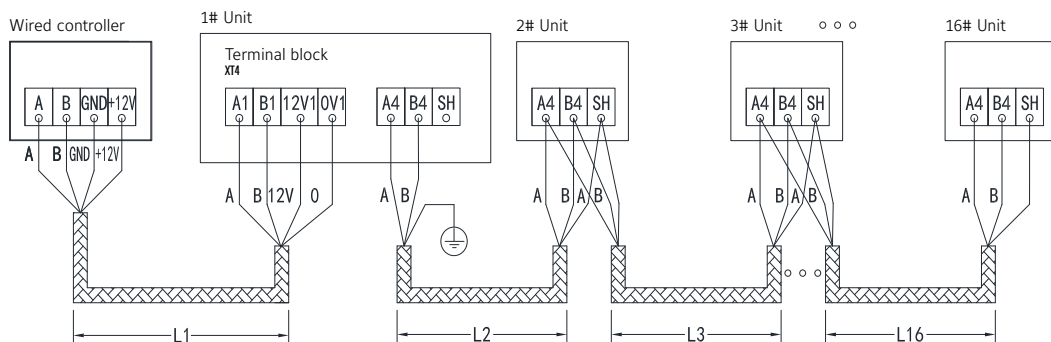 Wired controller
1# Unit
2# Unit
3# Unit
16# Unit
Terminal block
XT4
A B GND +12V
A1 B1 12V1 0V1
A4 B4 SH
A4 B4 SH
A4 B4 SH
A4 B4 SH
A B GND +12V
A B 12V 0
A B
A B A B
A B A B
A B
L1
L2
L3
L16